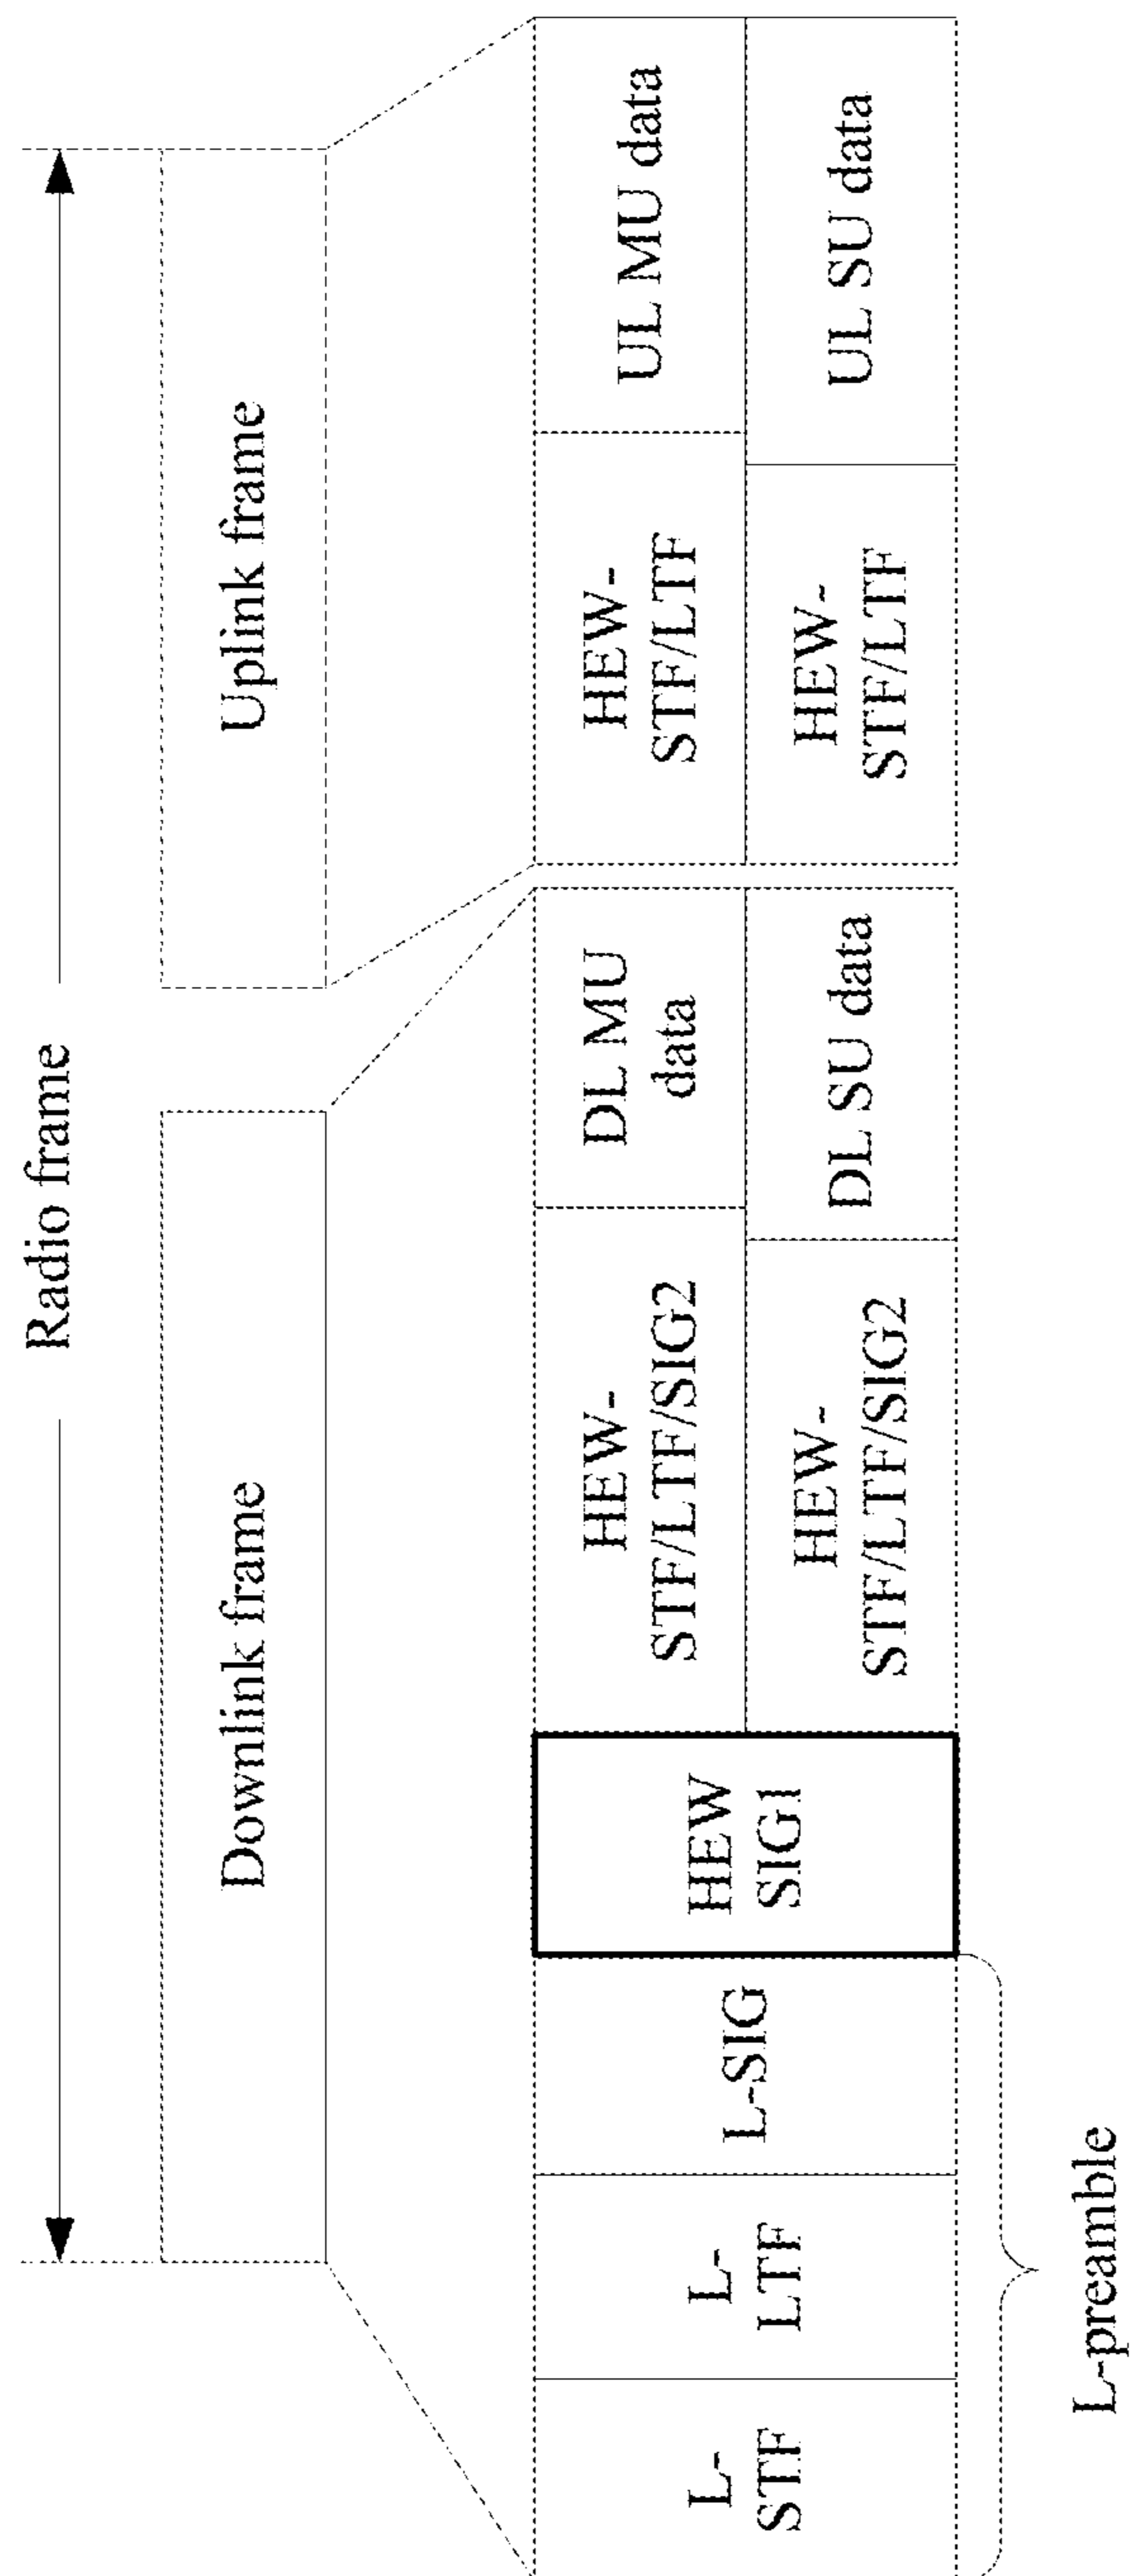 Radio frame
Downlink frame
Uplink frame
L-
STF
L-
LTF
L-SIG
HEW
SIG1
HEW-
STF/LTF/SIG2
DL MU
data
HEW-
STF/LTF
UL MU data
HEW-
STF/LTF/SIG2
DL SU data
HEW-
STF/LTF
UL SU data
L-preamble